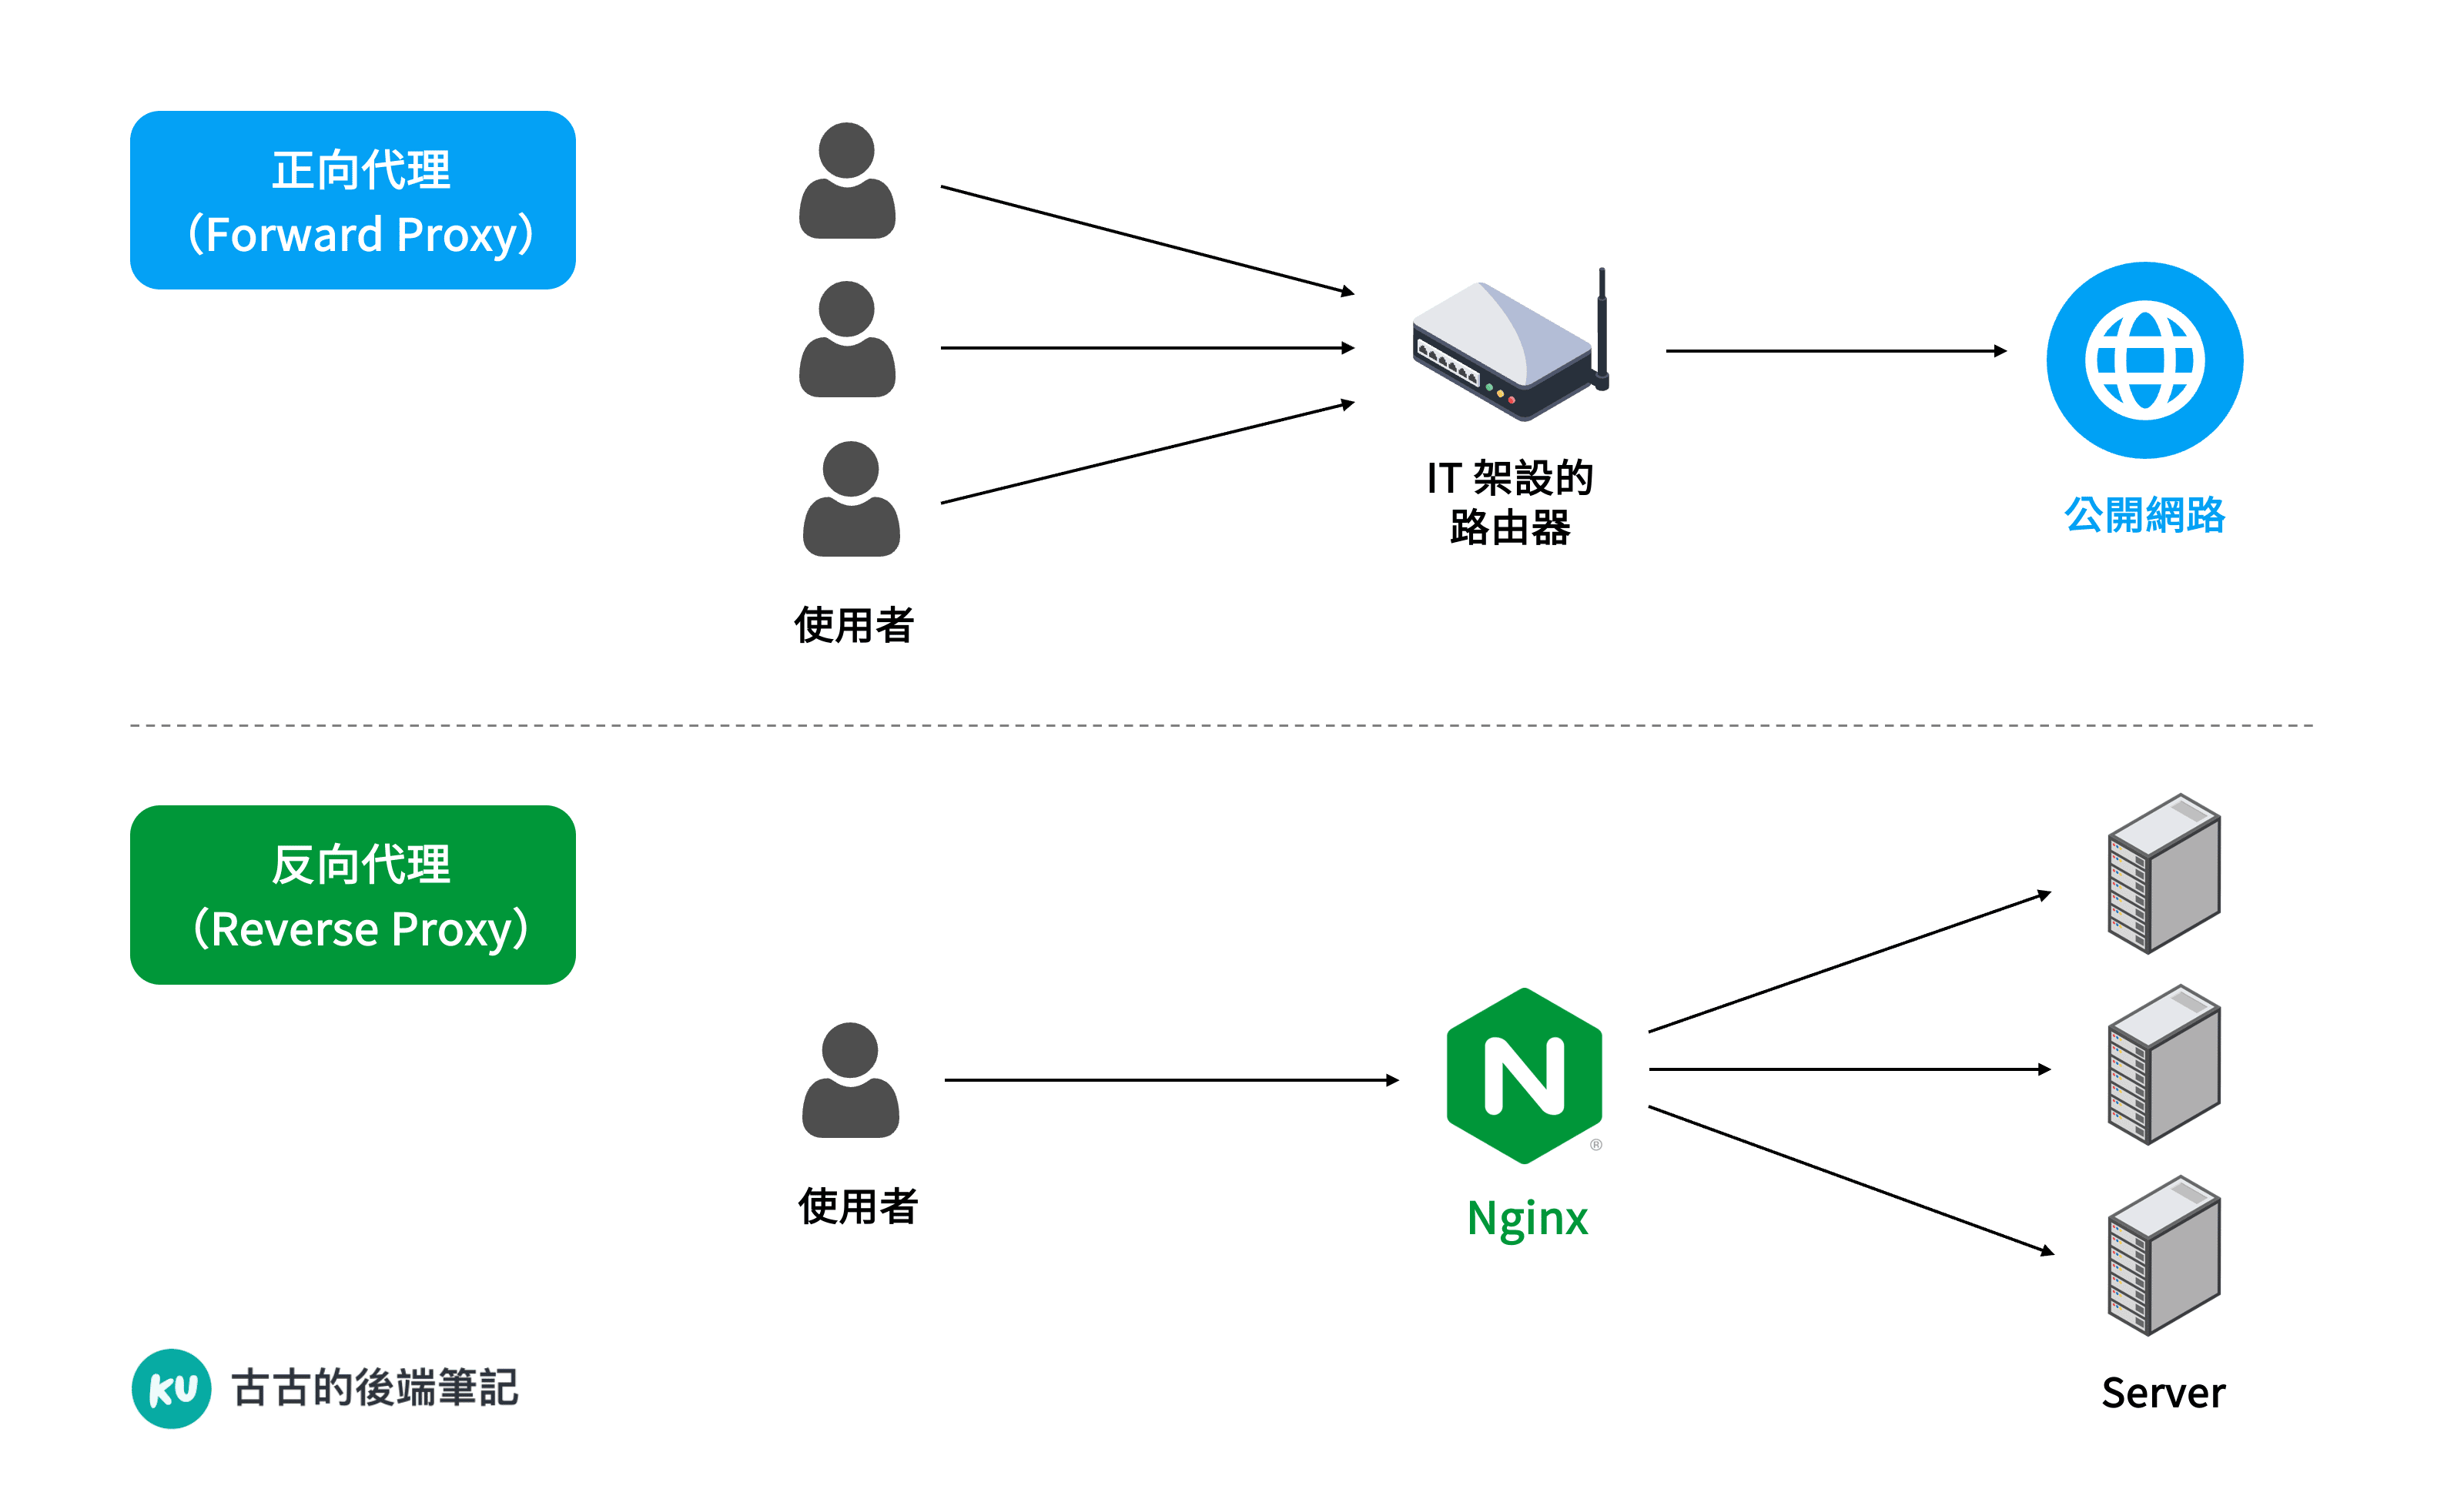 正向代理
（Forward Proxy）
IT 架設的
路由器
公開網路
使用者
反向代理
（Reverse Proxy）
N
®
Nginx
使用者
Server
KU
古古的後端筆記